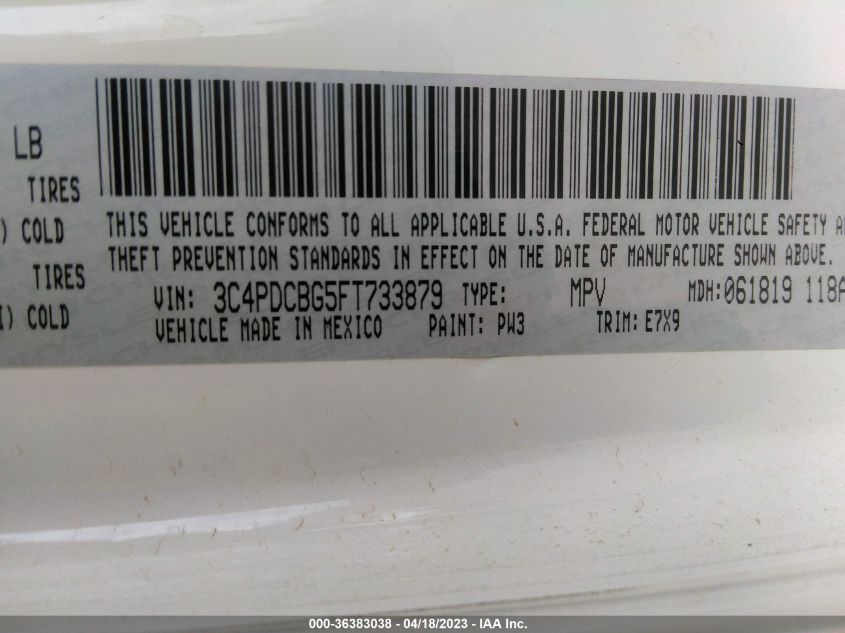 LB
TIRES
) COLD
THIS VEHICLE CONFORMS TO ALL APPLICABLE U.S.A. FEDERAL MOTOR VEHICLE SAFETY
THEFT PREVENTION STANDARDS IN EFFECT ON THE DATE OF MANUFACTURE SHOWN ABOVE.
TIRES
VIN: 3C4PDCBG5FT733879 TYPE: MPV MDH:061819 118A
) COLD
VEHICLE MADE IN MEXICO PAINT: PW3 TRIM: E7X9
000-36383038 - 04/18/2023 - IAA Inc.